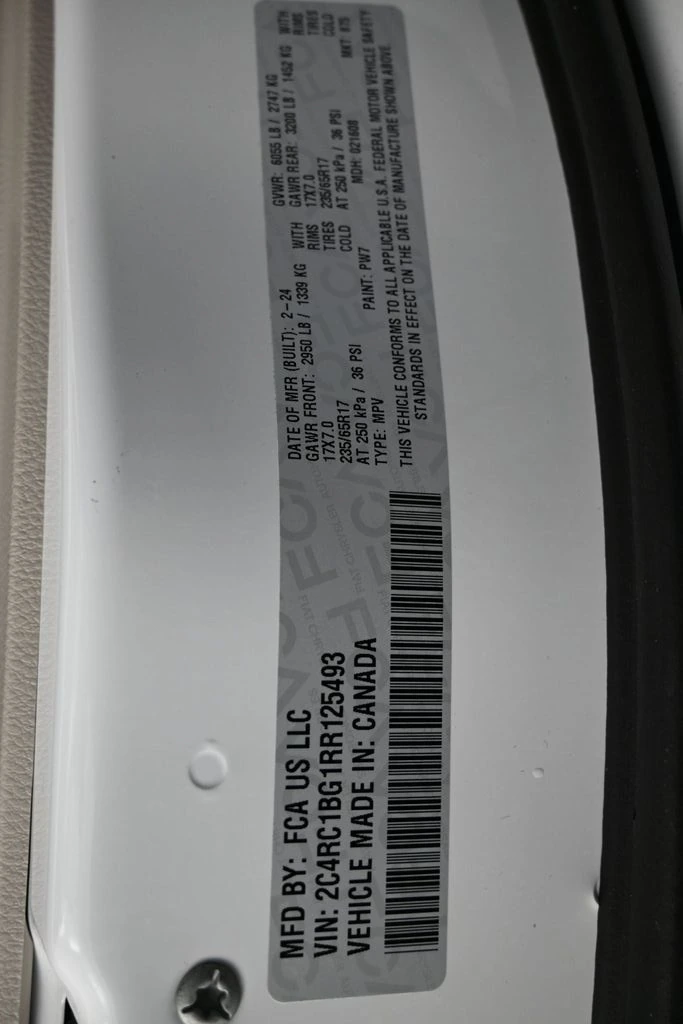 MFD BY: FCA US LLC
VIN: 2C4RC1BG1RR125493
VEHICLE MADE IN: CANADA
DATE OF MFR (BUILT): 2-24
GAWR FRONT: 2950 LB / 1339 KG WITH
17X7.0 RIMS
235/65R17 TIRES
AT 250 kPa / 36 PSI COLD
TYPE: MPV PAINT: PW7
GVWR: 6055 LB / 2747 KG
GAWR REAR: 3200 LB / 1452 KG WITH
17X7.0 RIMS
235/65R17 TIRES
AT 250 kPa / 36 PSI COLD
MDH: 021608 MKT: 875
THIS VEHICLE CONFORMS TO ALL APPLICABLE U.S.A. FEDERAL MOTOR VEHICLE SAFETY
STANDARDS IN EFFECT ON THE DATE OF MANUFACTURE SHOWN ABOVE.